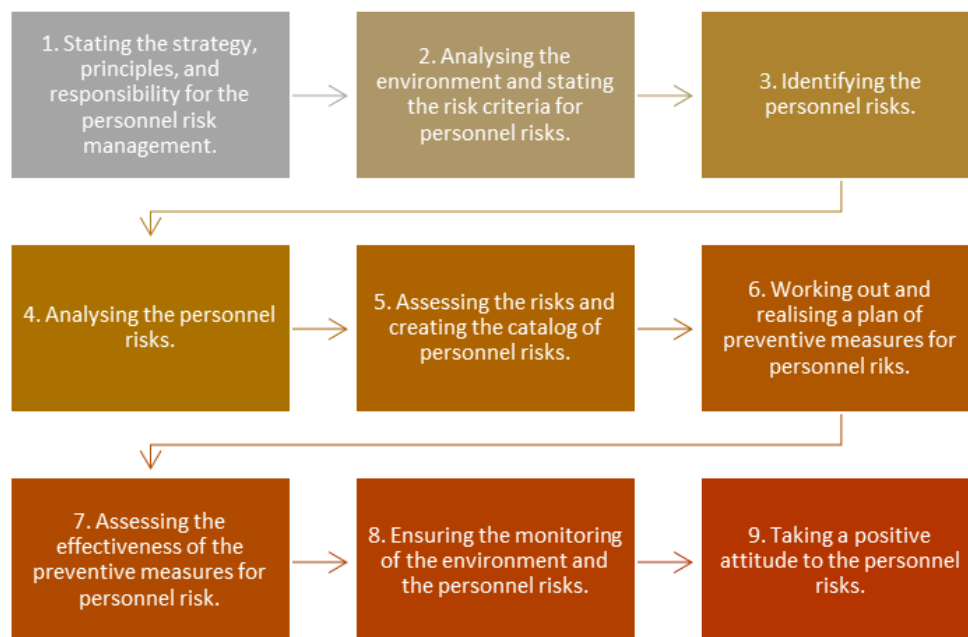 1. Stating the strategy,
principles, and
responsibility for the
personnel risk
management.
2. Analysing the
environment and stating
the risk criteria for
personnel risks.
3. Identifying the
personnel risks.
4. Analysing the personnel
risks.
5. Assessing the risks and
creating the catalog of
personnel risks.
6. Working out and
realising a plan of
preventive measures for
personnel riks.
7. Assessing the
effectiveness of the
preventive measures for
personnel risk.
8. Ensuring the monitoring
of the environment and
the personnel risks.
9. Taking a positive
attitude to the personnel
risks.